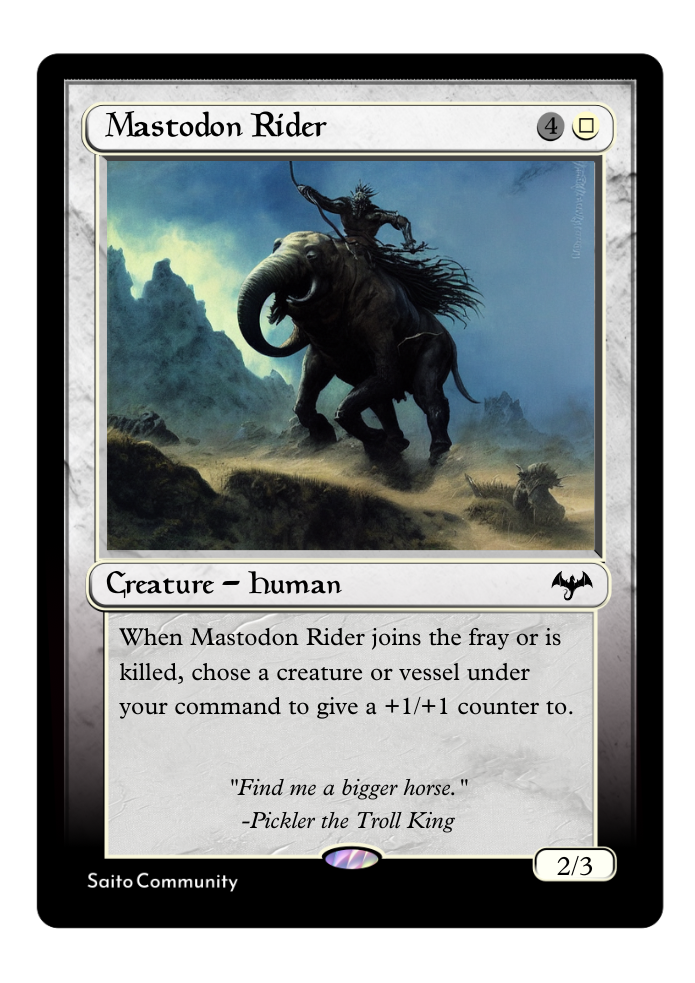 Mastodon Rider
4
Creature – Human
When Mastodon Rider joins the fray or is
killed, chose a creature or vessel under
your command to give a +1/+1 counter to.
"Find me a bigger horse."
-Pickler the Troll King
2/3
Saito Community